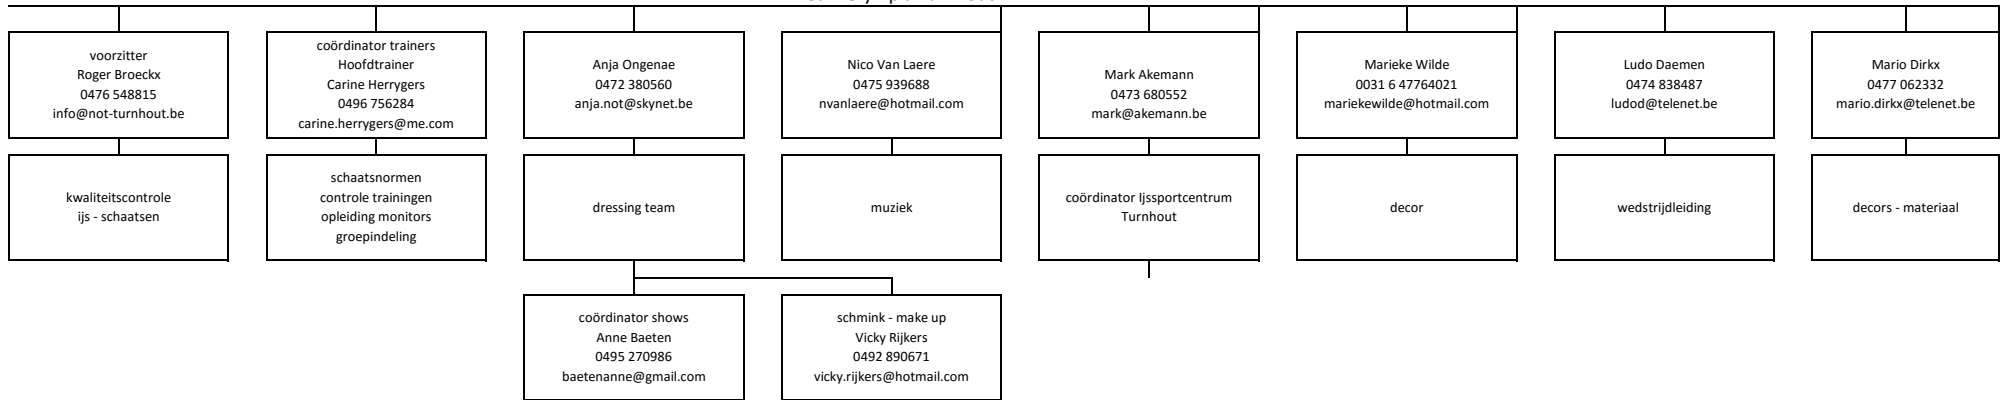 voorzitter
Roger Broeckx
0476 548815
info@not-turnhout.be
coördinator trainers
Hoofdtrainer
Carine Herrygers
0496 756284
carine.herrygers@me.com
Anja Ongenae
0472 380560
anja.not@skynet.be
Nico Van Laere
0475 939688
nvanlaere@hotmail.com
Mark Akemann
0473 680552
mark@akemann.be
Marieke Wilde
0031 6 47764021
mariekewilde@hotmail.com
Ludo Daemen
0474 838487
ludod@telenet.be
Mario Dirkx
0477 062332
mario.dirkx@telenet.be
kwaliteitscontrole
ijs - schaatsen
schaatsnormen
controle trainingen
opleiding monitors
groepindeling
dressing team
muziek
coördinator Ijssportcentrum
Turnhout
decor
wedstrijdleiding
decors - materiaal
coördinator shows
Anne Baeten
0495 270986
baetenanne@gmail.com
schmink - make up
Vicky Rijkers
0492 890671
vicky.rijkers@hotmail.com